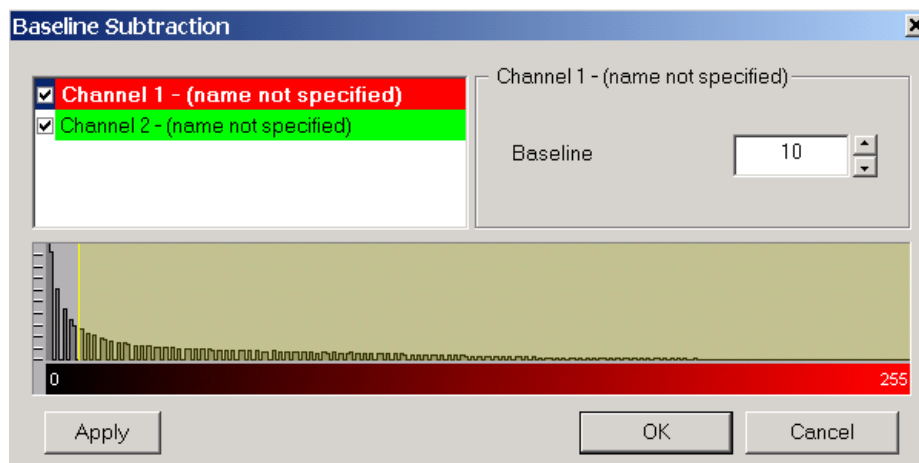 Baseline Subtraction
Channel 1 - (name not specified)
Channel 2 - (name not specified)
Channel 1 - (name not specified)
Baseline
10
0
255
Apply
OK
Cancel